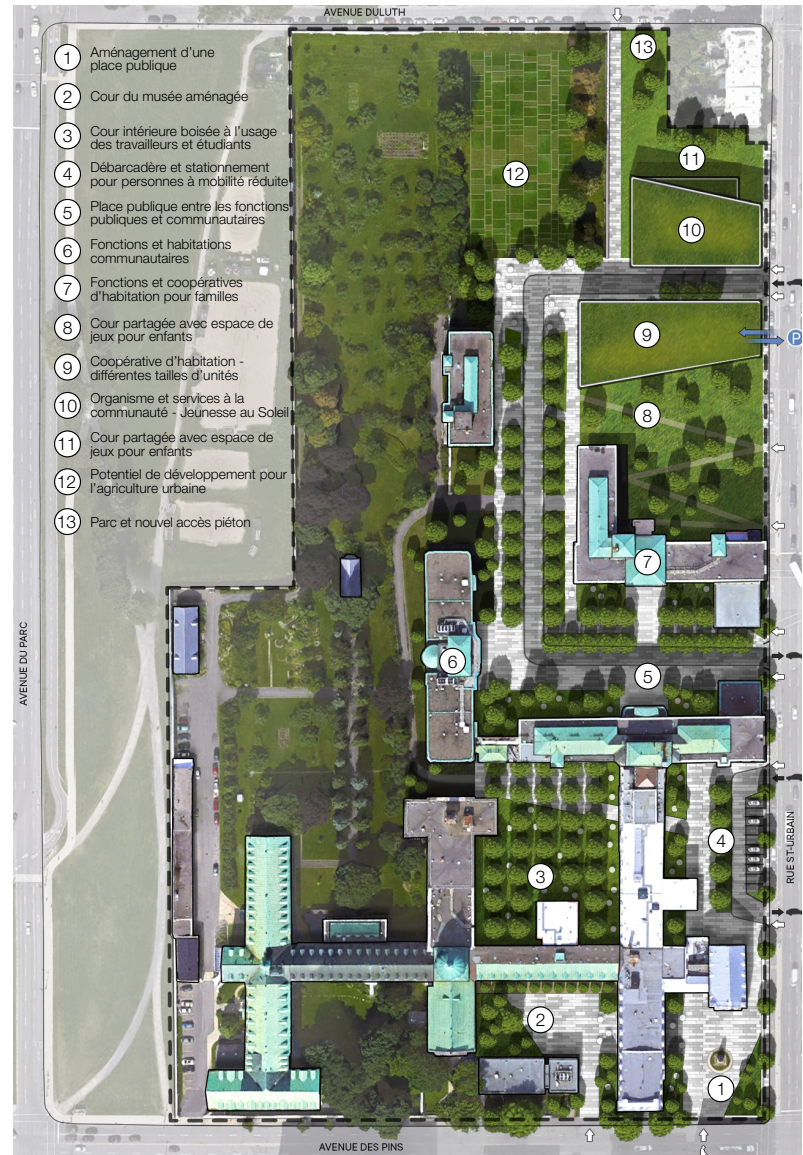 AVENUE DULUTH
1 Aménagement d'une
place publique
2 Cour du musée aménagée
3 Cour intérieure boisée à l'usage
des travailleurs et étudiants
4 Débarcadère et stationnement
pour personnes à mobilité réduite
5 Place publique entre les fonctions
publiques et communautaires
6 Fonctions et habitations
communautaires
7 Fonctions et coopératives
d'habitation pour familles
8 Cour partagée avec espace de
jeux pour enfants
9 Coopérative d'habitation -
différentes tailles d'unités
10 Organisme et services à la
communauté - Jeunesse au Soleil
11 Cour partagée avec espace de
jeux pour enfants
12 Potentiel de développement pour
l'agriculture urbaine
13 Parc et nouvel accès piéton
13
11
12
10
9
P
8
7
6
5
4
3
2
1
AVENUE DU PARC
RUE ST-URBAIN
AVENUE DES PINS